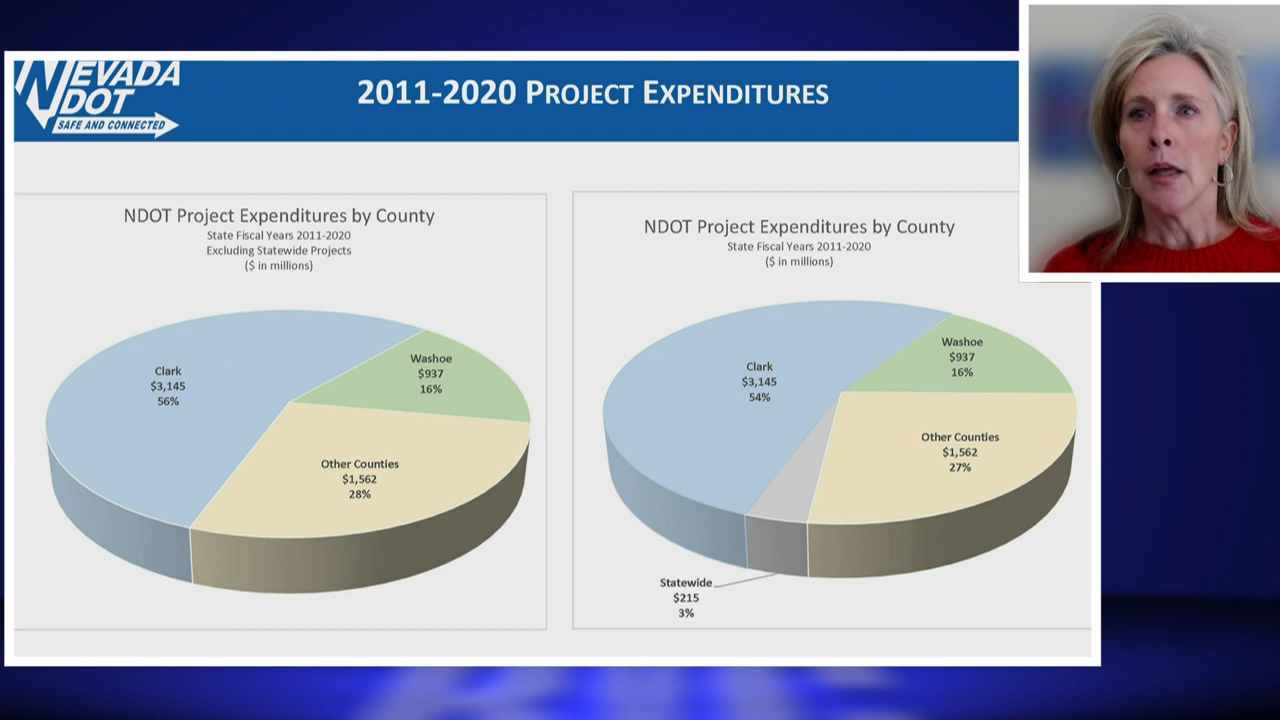 NEVADA
DOT
SAFE AND CONNECTED
2011-2020 PROJECT EXPENDITURES
NDOT Project Expenditures by County
State Fiscal Years 2011-2020
Excluding Statewide Projects
($ in millions)
Clark
$3,145
56%
Washoe
$937
16%
Other Counties
$1,562
28%
NDOT Project Expenditures by County
State Fiscal Years 2011-2020
($ in millions)
Clark
$3,145
54%
Washoe
$937
16%
Other Counties
$1,562
27%
Statewide
$215
3%